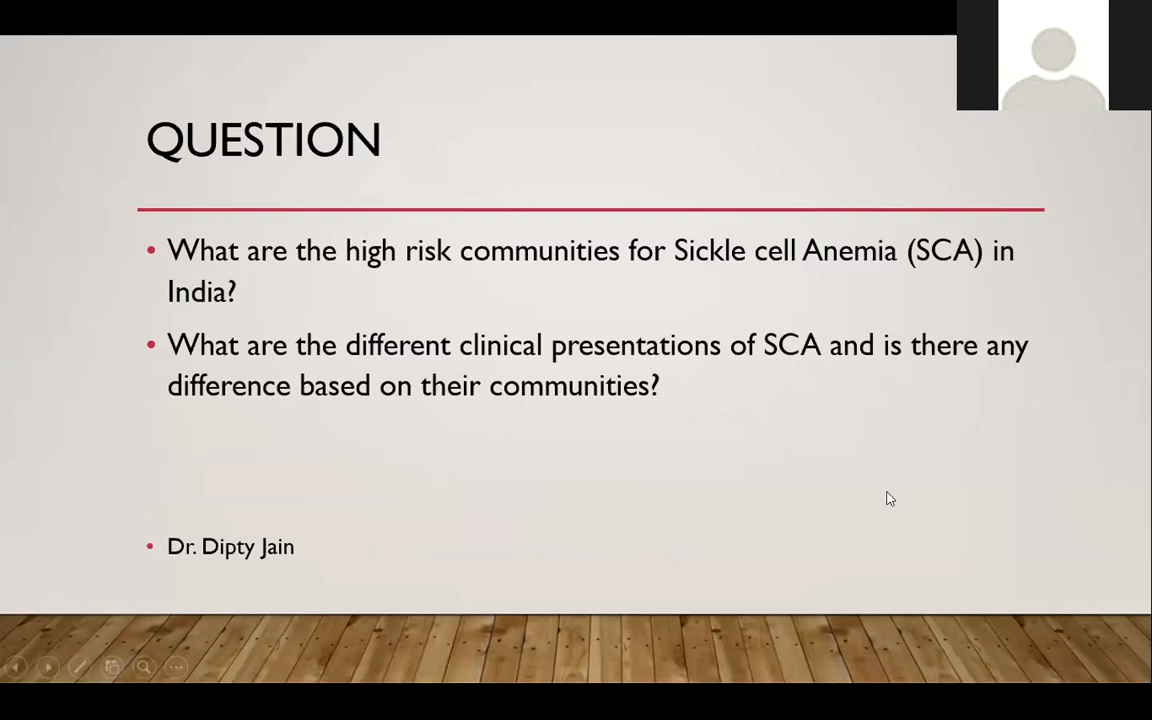 QUESTION
• What are the high risk communities for Sickle cell Anemia (SCA) in
India?
• What are the different clinical presentations of SCA and is there any
difference based on their communities?
• Dr. Dipty Jain